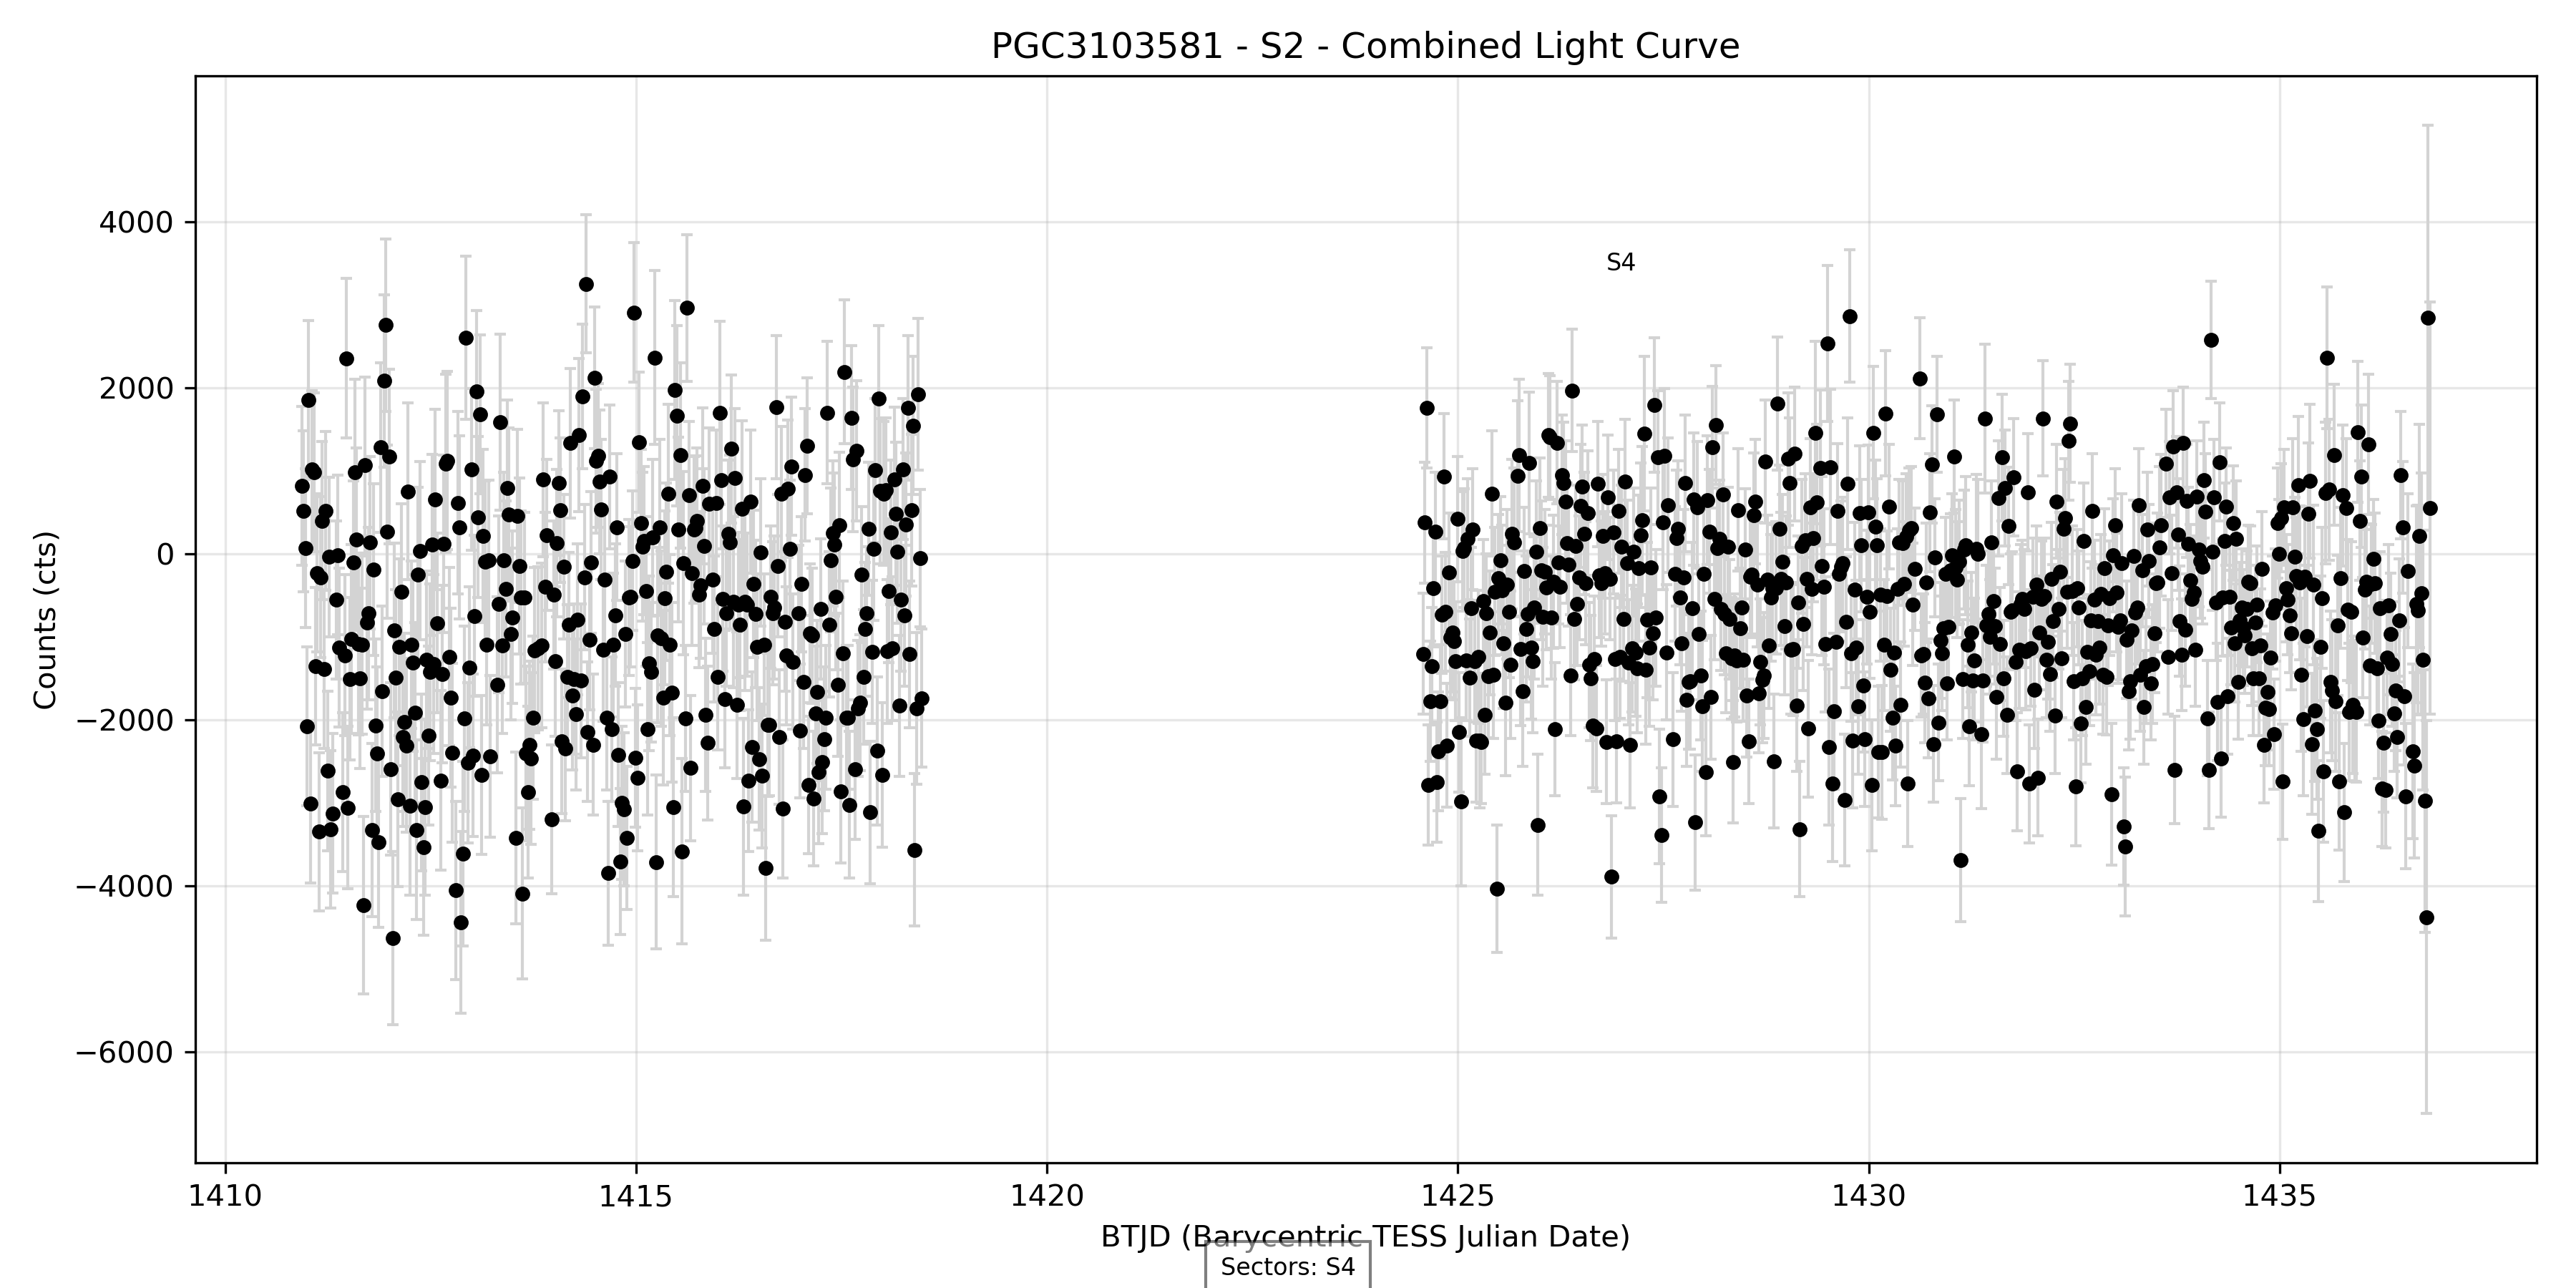 PGC3103581 - S2 - Combined Light Curve
Counts (cts)
4000
2000
0
−2000
−4000
−6000
S4
1410
1415
1420
1425
1430
1435
BTJD (Barycentric TESS Julian Date)
Sectors: S4